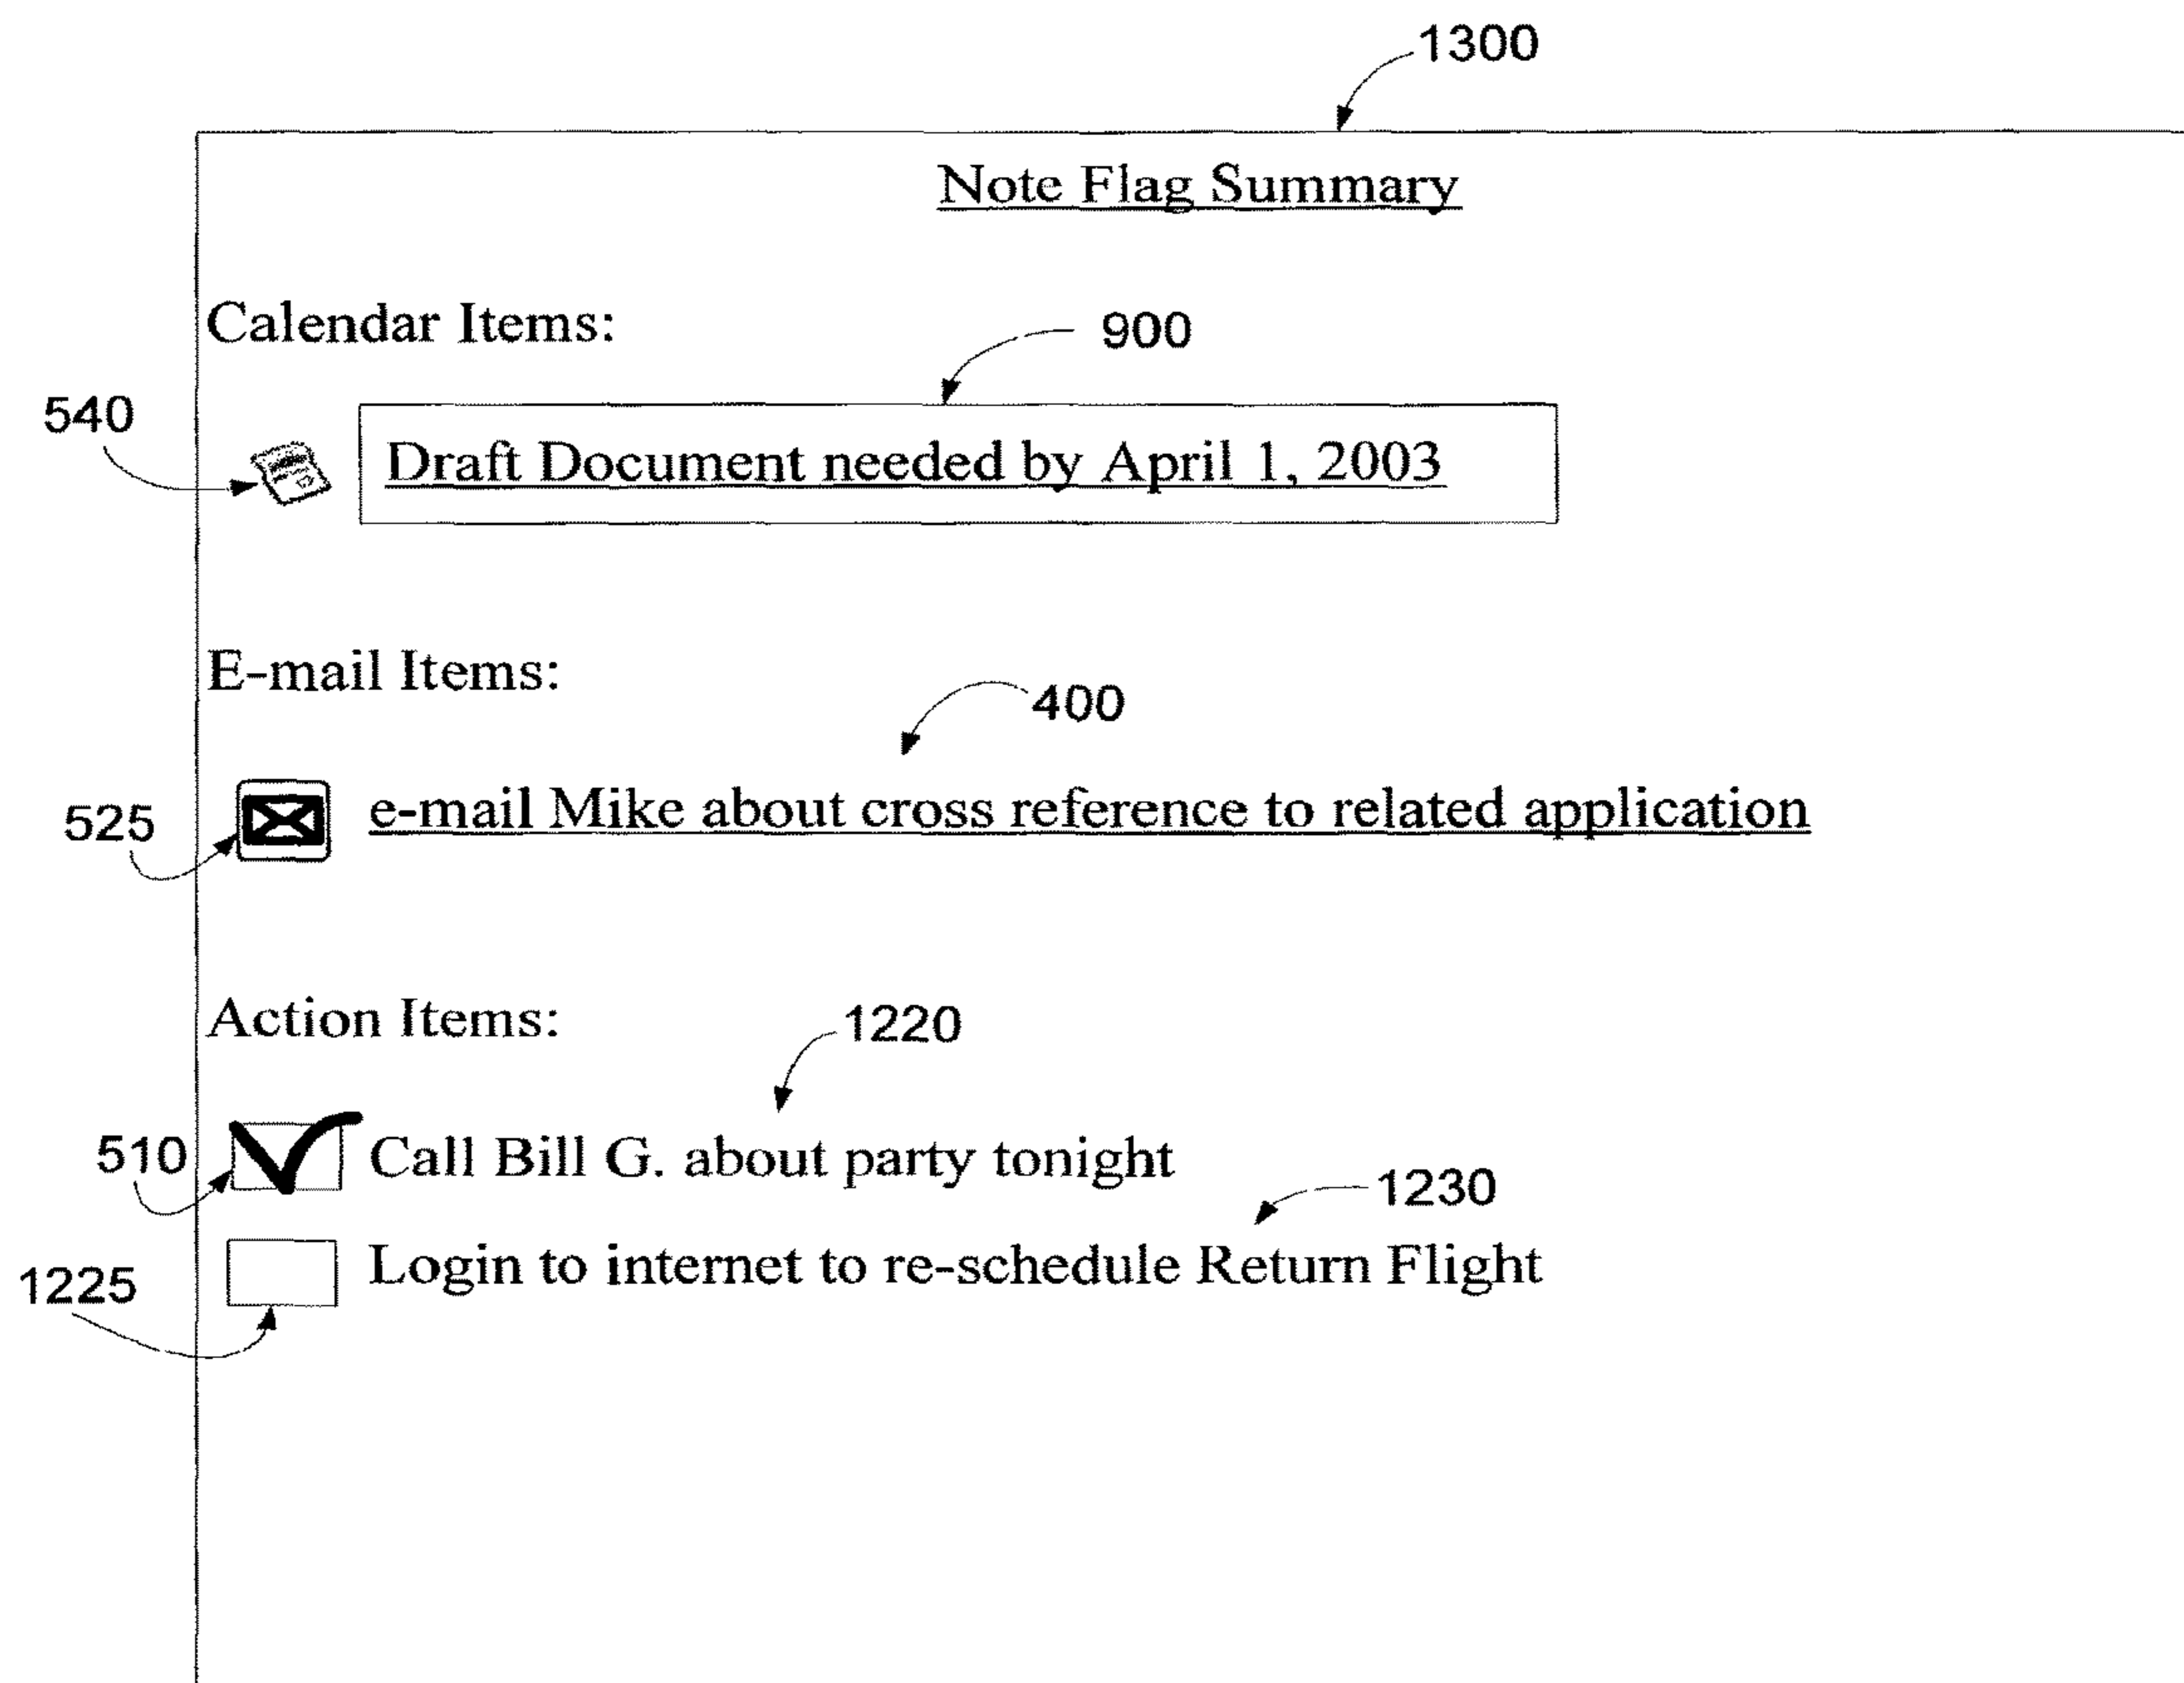 1300
Note Flag Summary
Calendar Items:
900
540
Draft Document needed by April 1, 2003
E-mail Items:
400
525
e-mail Mike about cross reference to related application
Action Items:
1220
510
Call Bill G. about party tonight
1230
1225
Login to internet to re-schedule Return Flight